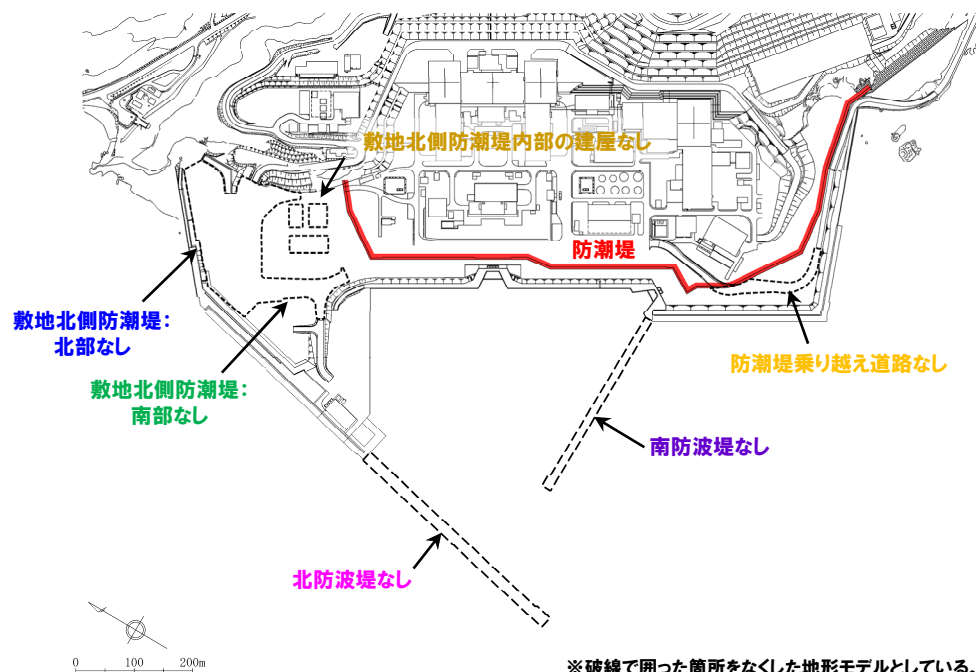 敷地北側防潮堤内部の建屋なし
防潮堤
敷地北側防潮堤：
北部なし
敷地北側防潮堤：
南部なし
防潮堤乗り越え道路なし
南防波堤なし
北防波堤なし
0 100 200m
※破線で囲った箇所をなくした地形モデルとしている。